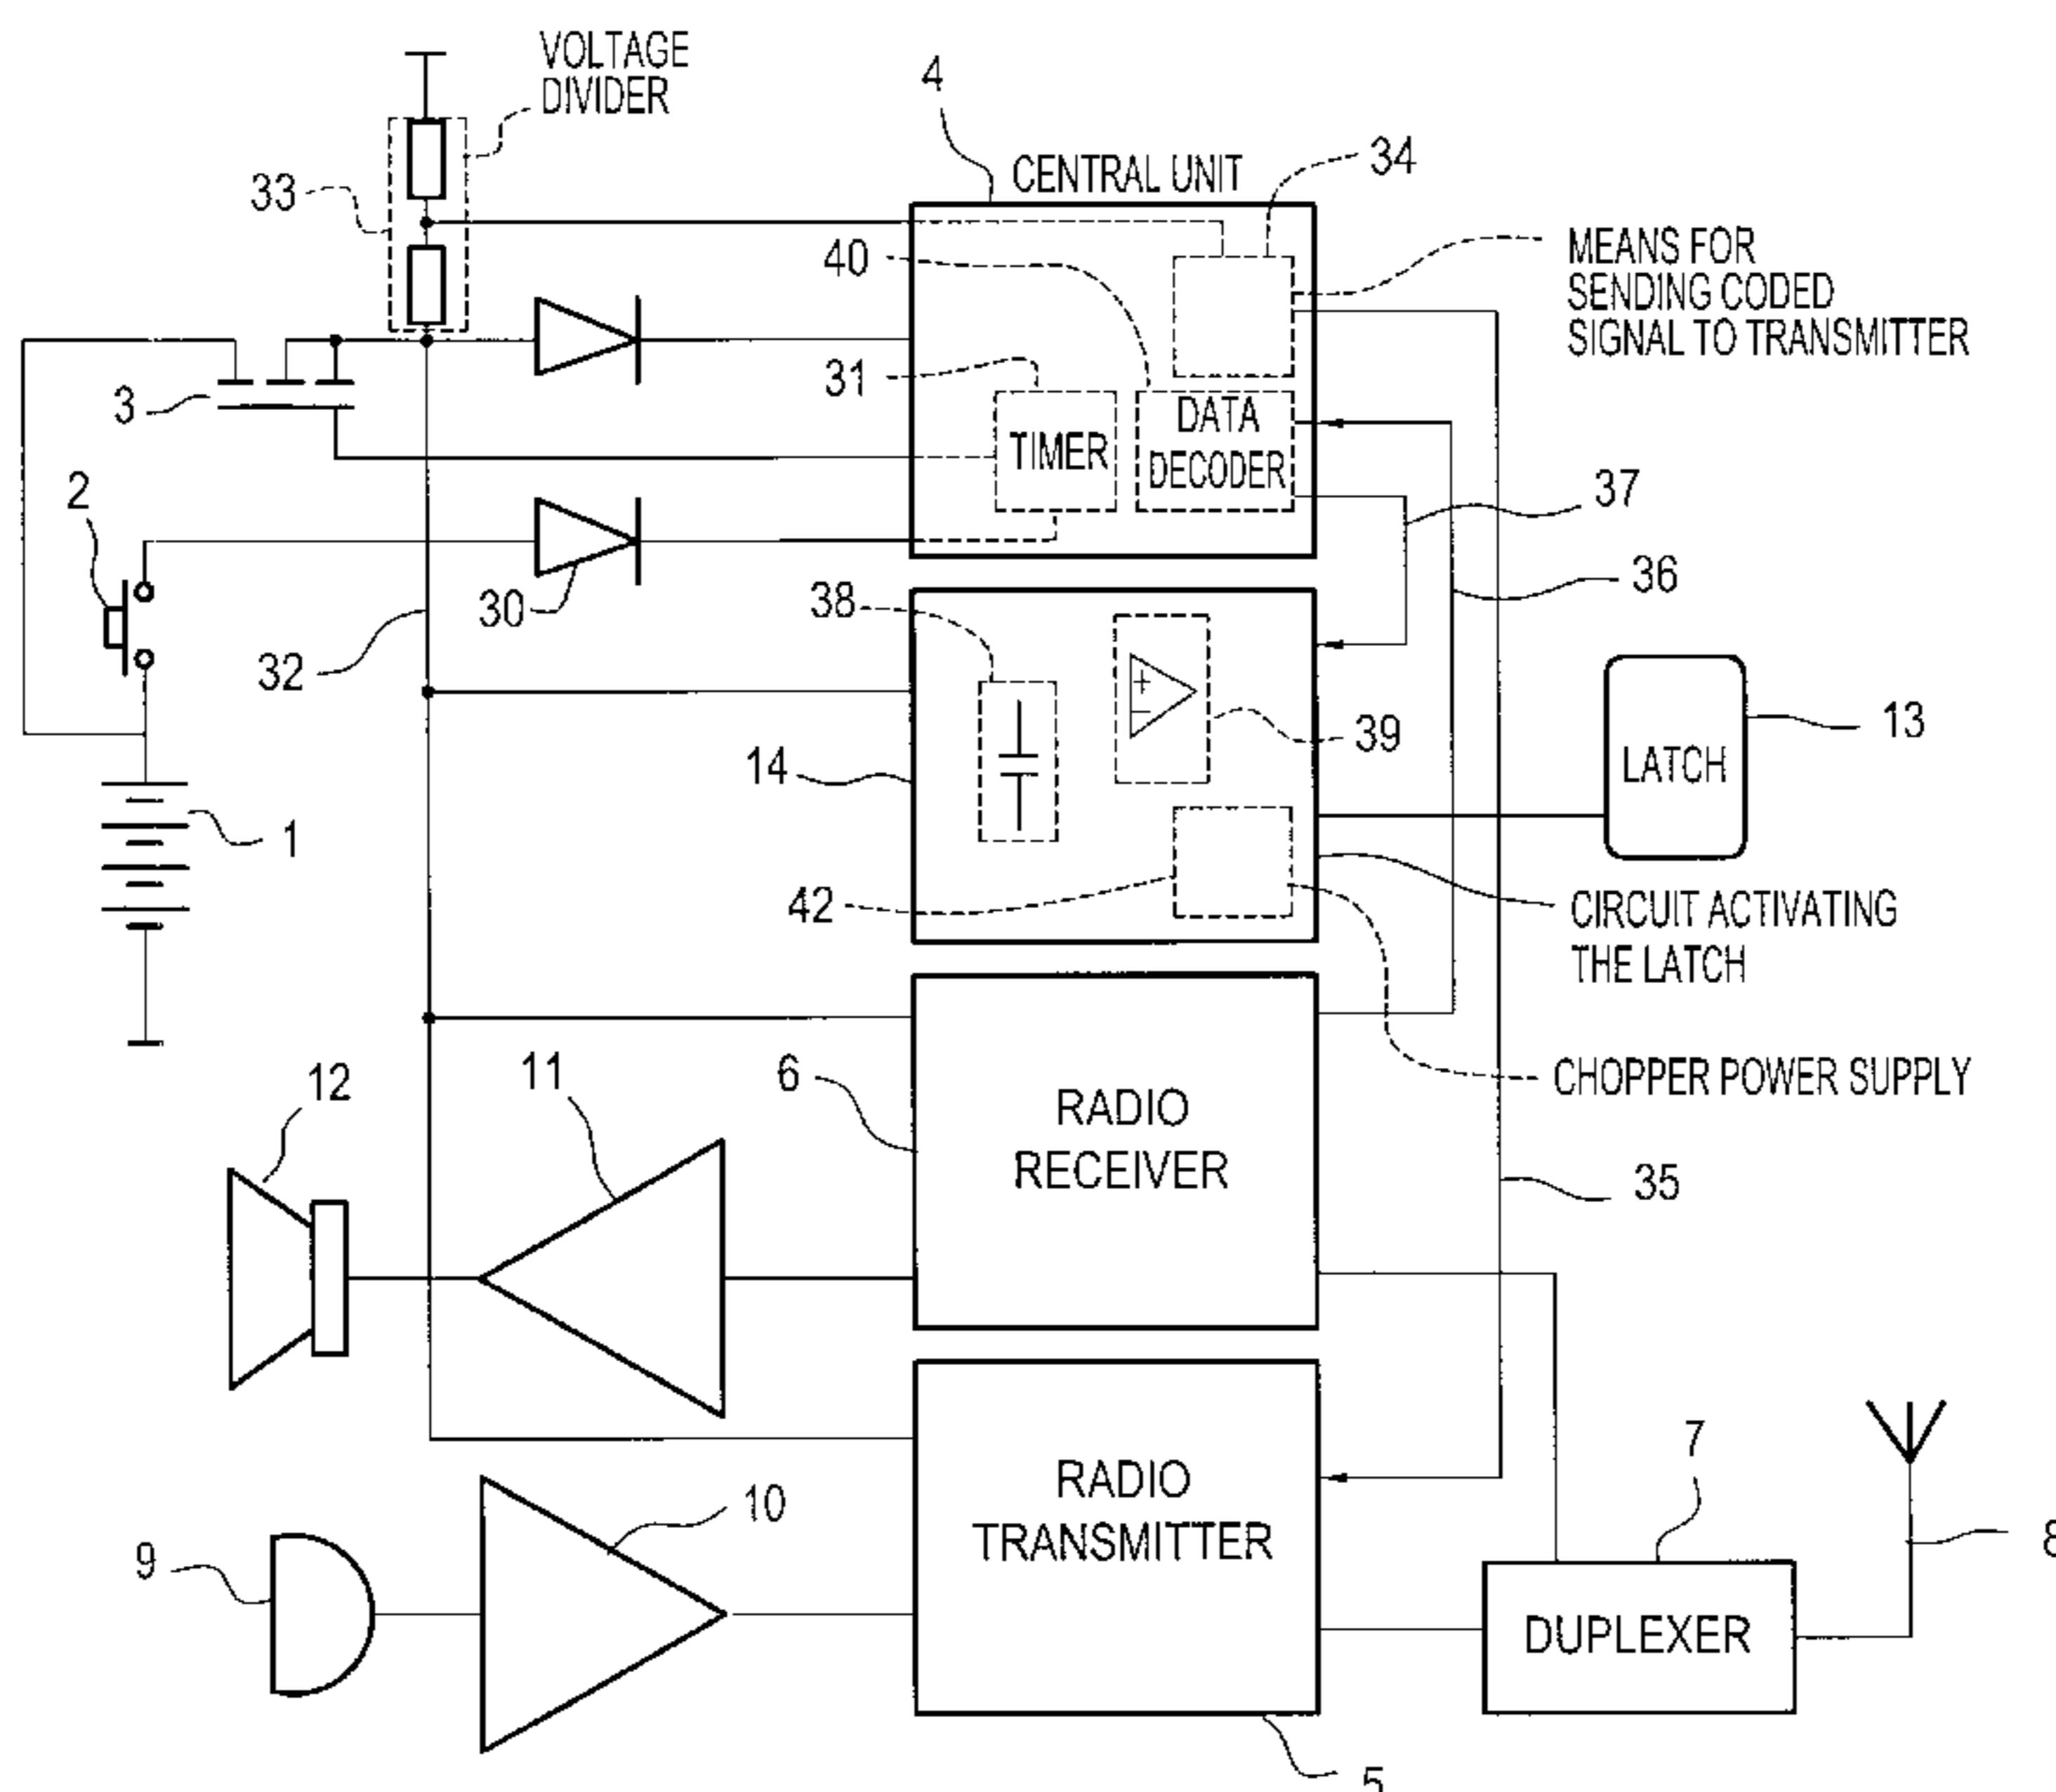 VOLTAGE
DIVIDER
4
CENTRAL UNIT
34
33
40
MEANS FOR
SENDING CODED
SIGNAL TO TRANSMITTER
31
3
DATA
DECODER
TIMER
2
37
30
38
36
32
39
13
14
LATCH
1
42
CIRCUIT ACTIVATING
THE LATCH
12
11
6
CHOPPER POWER SUPPLY
RADIO
RECEIVER
35
10
RADIO
TRANSMITTER
7
9
8
DUPLEXER
5